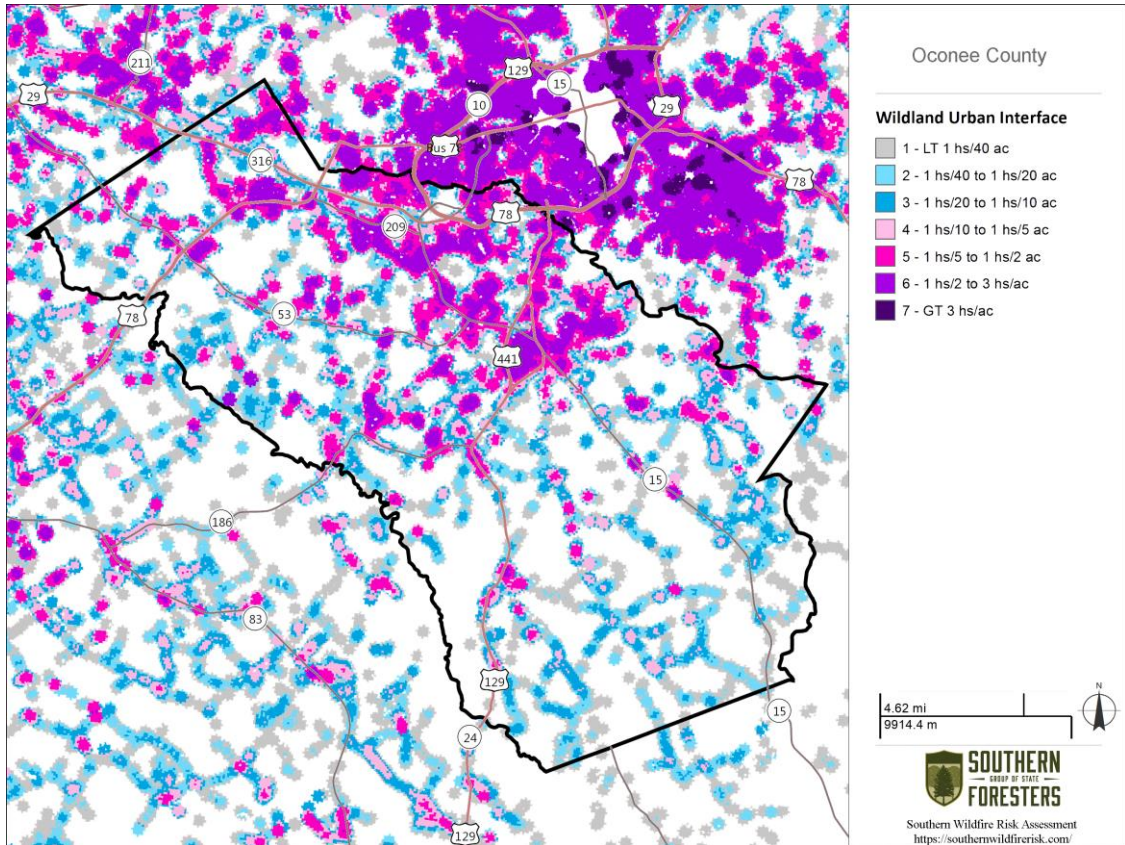 Oconee County
Wildland Urban Interface
1 - LT 1 hs/40 ac
2 - 1 hs/40 to 1 hs/20 ac
3 - 1 hs/20 to 1 hs/10 ac
4 - 1 hs/10 to 1 hs/5 ac
5 - 1 hs/5 to 1 hs/2 ac
6 - 1 hs/2 to 3 hs/ac
7 - GT 3 hs/ac
211
129
15
29
10
29
Bus 7
316
78
209
78
53
78
441
15
186
83
129
15
24
129
N
4.62 mi
9914.4 m
SOUTHERN
GROUP OF STATE
FORESTERS
Southern Wildfire Risk Assessment
https://southernwildfirerisk.com/